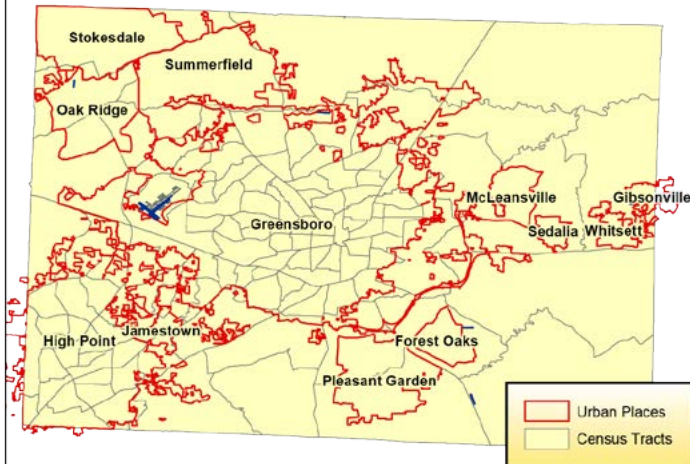 Stokesdale
Summerfield
Oak Ridge
McLeansville
Gibsonville
Greensboro
Sedalia
Whitsett
High Point
Jamestown
Forest Oaks
Pleasant Garden
Urban Places
Census Tracts